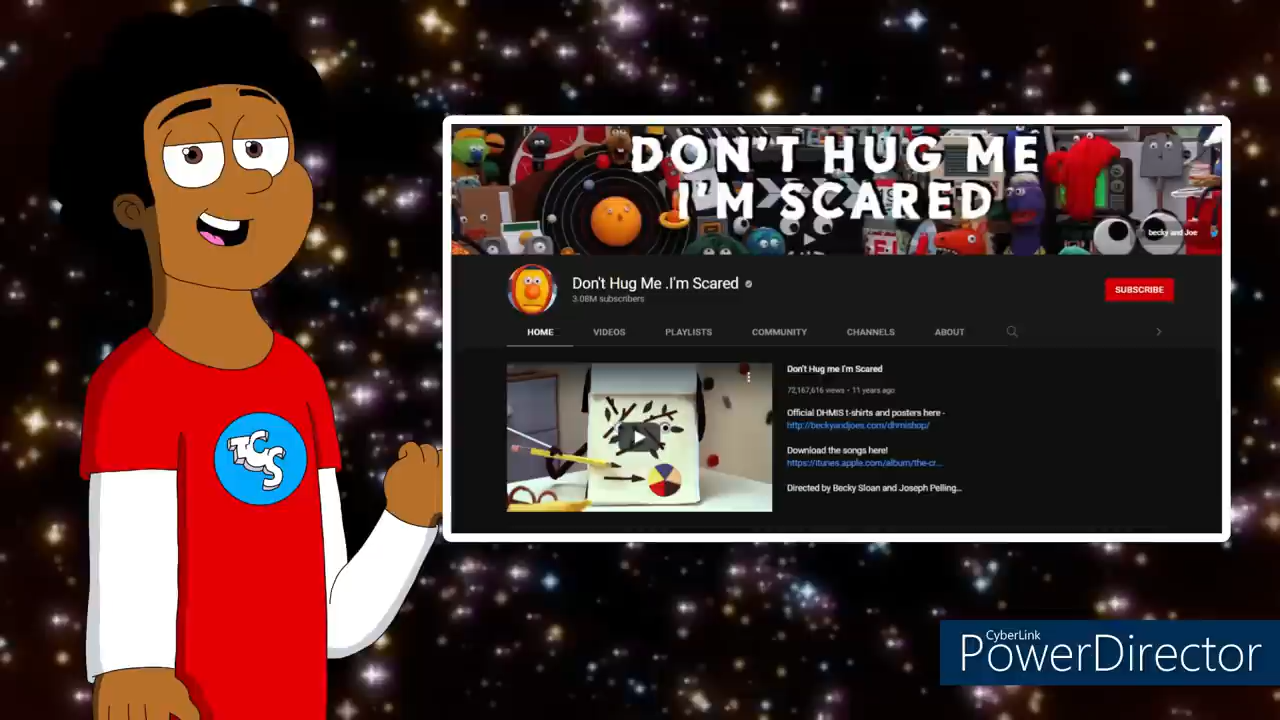 DON'T HUG ME
I'M SCARED
becky and Joe
Don't Hug Me .I'm Scared
3.08M subscribers
SUBSCRIBE
HOME VIDEOS PLAYLISTS COMMUNITY CHANNELS ABOUT
Don't Hug me I'm Scared
72,167,616 views • 11 years ago
Official DHMIS t-shirts and posters here -
http://beckyandjoes.com/dhmishop/
Download the songs here!
https://itunes.apple.com/album/the-cr...
Directed by Becky Sloan and Joseph Pelling...
TCS
CyberLink
PowerDirector